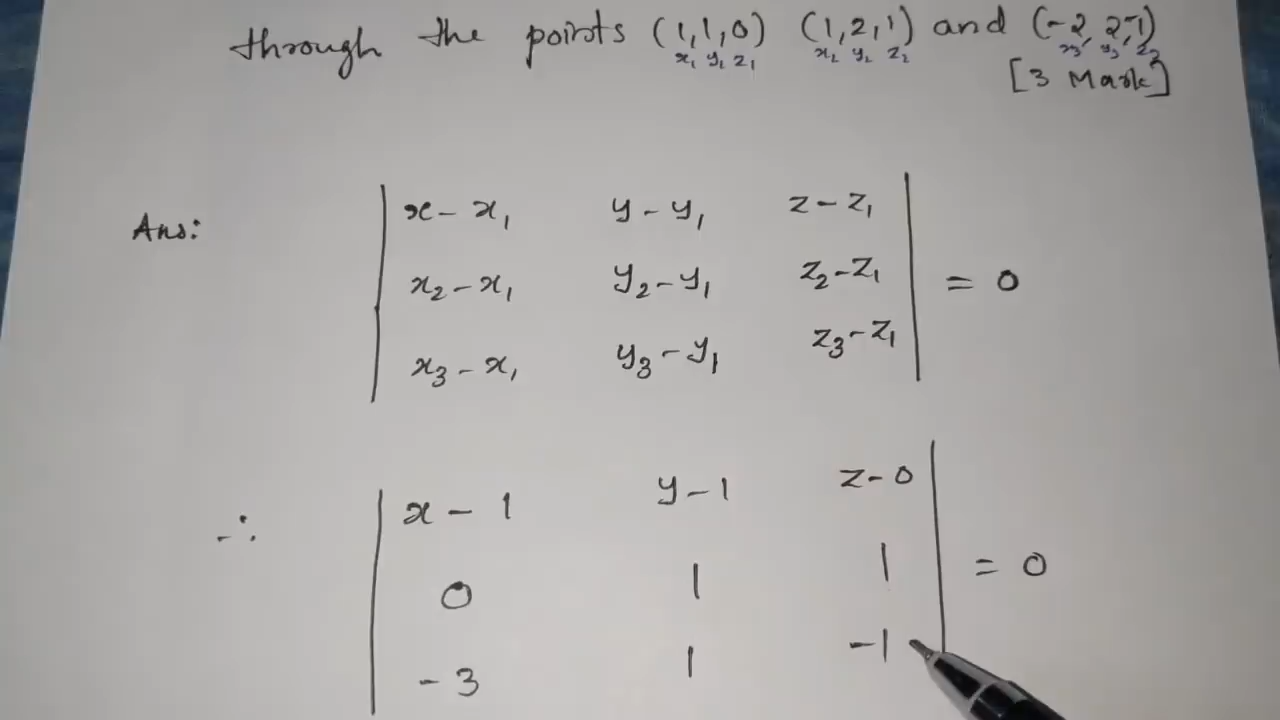 through the points (1,1,0) (1,2,1) and (-2, 2,-1)
x₁ y₁ z₁ x₂ y₂ z₂ x₃ y₃ z₃
[3 Mark]
x - x₁ y - y₁ z - z₁
Ans:
x₂ - x₁ y₂ - y₁ z₂ - z₁ = 0
x₃ - x₁ y₃ - y₁ z₃ - z₁
x - 1 y - 1 z - 0
∴ 0 1 1 = 0
-3 1 -1